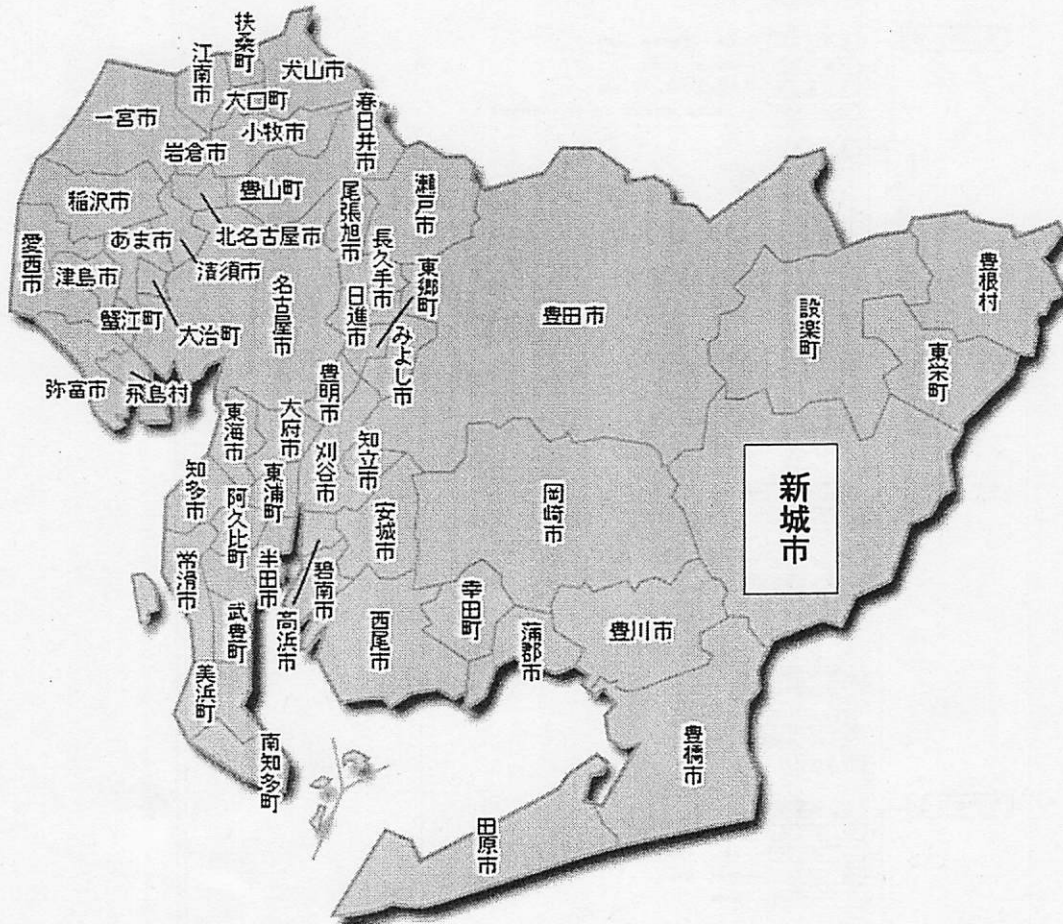 扶桑町
江南市
犬山市
大口町
春日井市
一宮市
小牧市
岩倉市
瀬戸市
稲沢市
豊山町
尾張旭市
北名古屋市
あま市
長久手市
愛西市
津島市
清須市
東郷町
豊根村
名古屋市
日進市
設楽町
蟹江町
大治町
豊田市
みよし市
東栄町
弥富市
飛島村
豊明市
東海市
大府市
刈谷市
知立市
新城市
知多市
阿久比町
東浦町
岡崎市
安城市
常滑市
半田市
碧南市
武豊町
高浜市
西尾市
幸田町
蒲郡市
豊川市
美浜町
南知多町
豊橋市
田原市